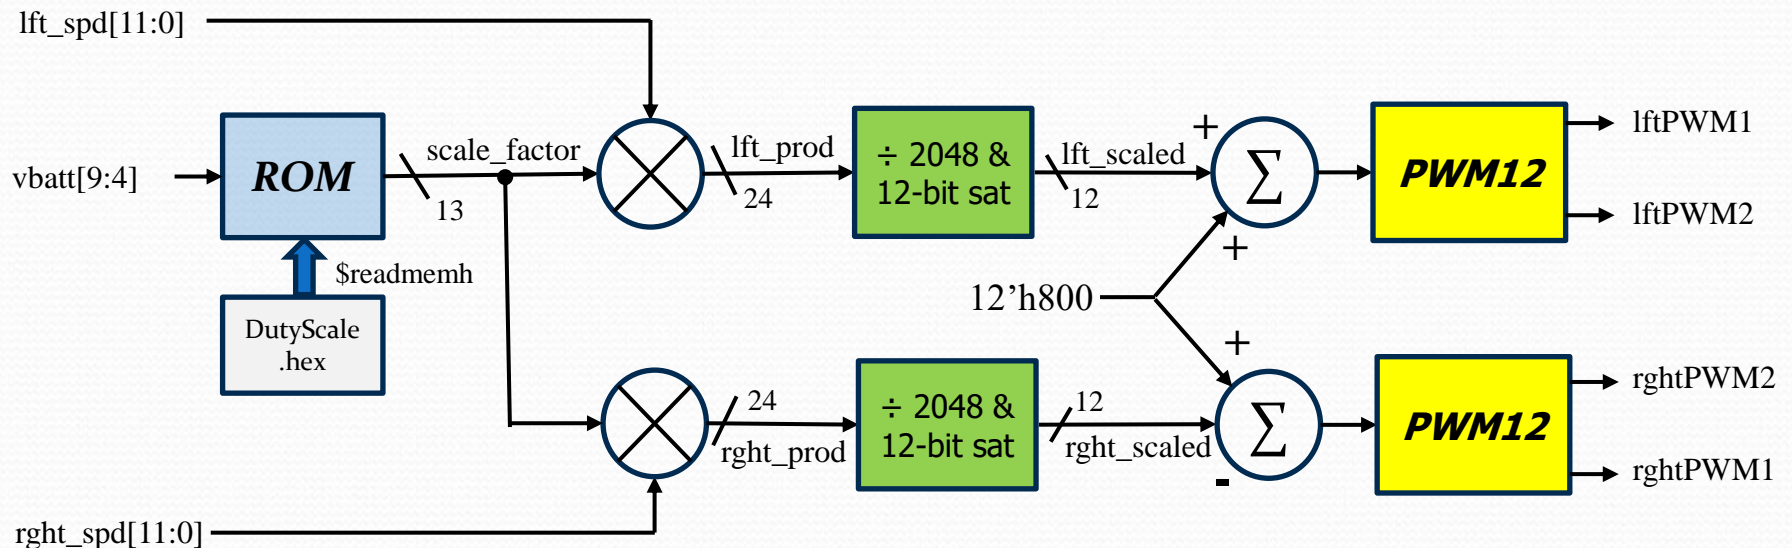 lft_spd[11:0]
vbatt[9:4]
ROM
scale_factor
13
$readmemh
DutyScale
.hex
lft_prod
24
÷ 2048 &
12-bit sat
lft_scaled
12
+
+
∑
PWM12
lftPWM1
lftPWM2
12’h800
24
rght_prod
÷ 2048 &
12-bit sat
12
rght_scaled
+
-
∑
PWM12
rghtPWM2
rghtPWM1
rght_spd[11:0]